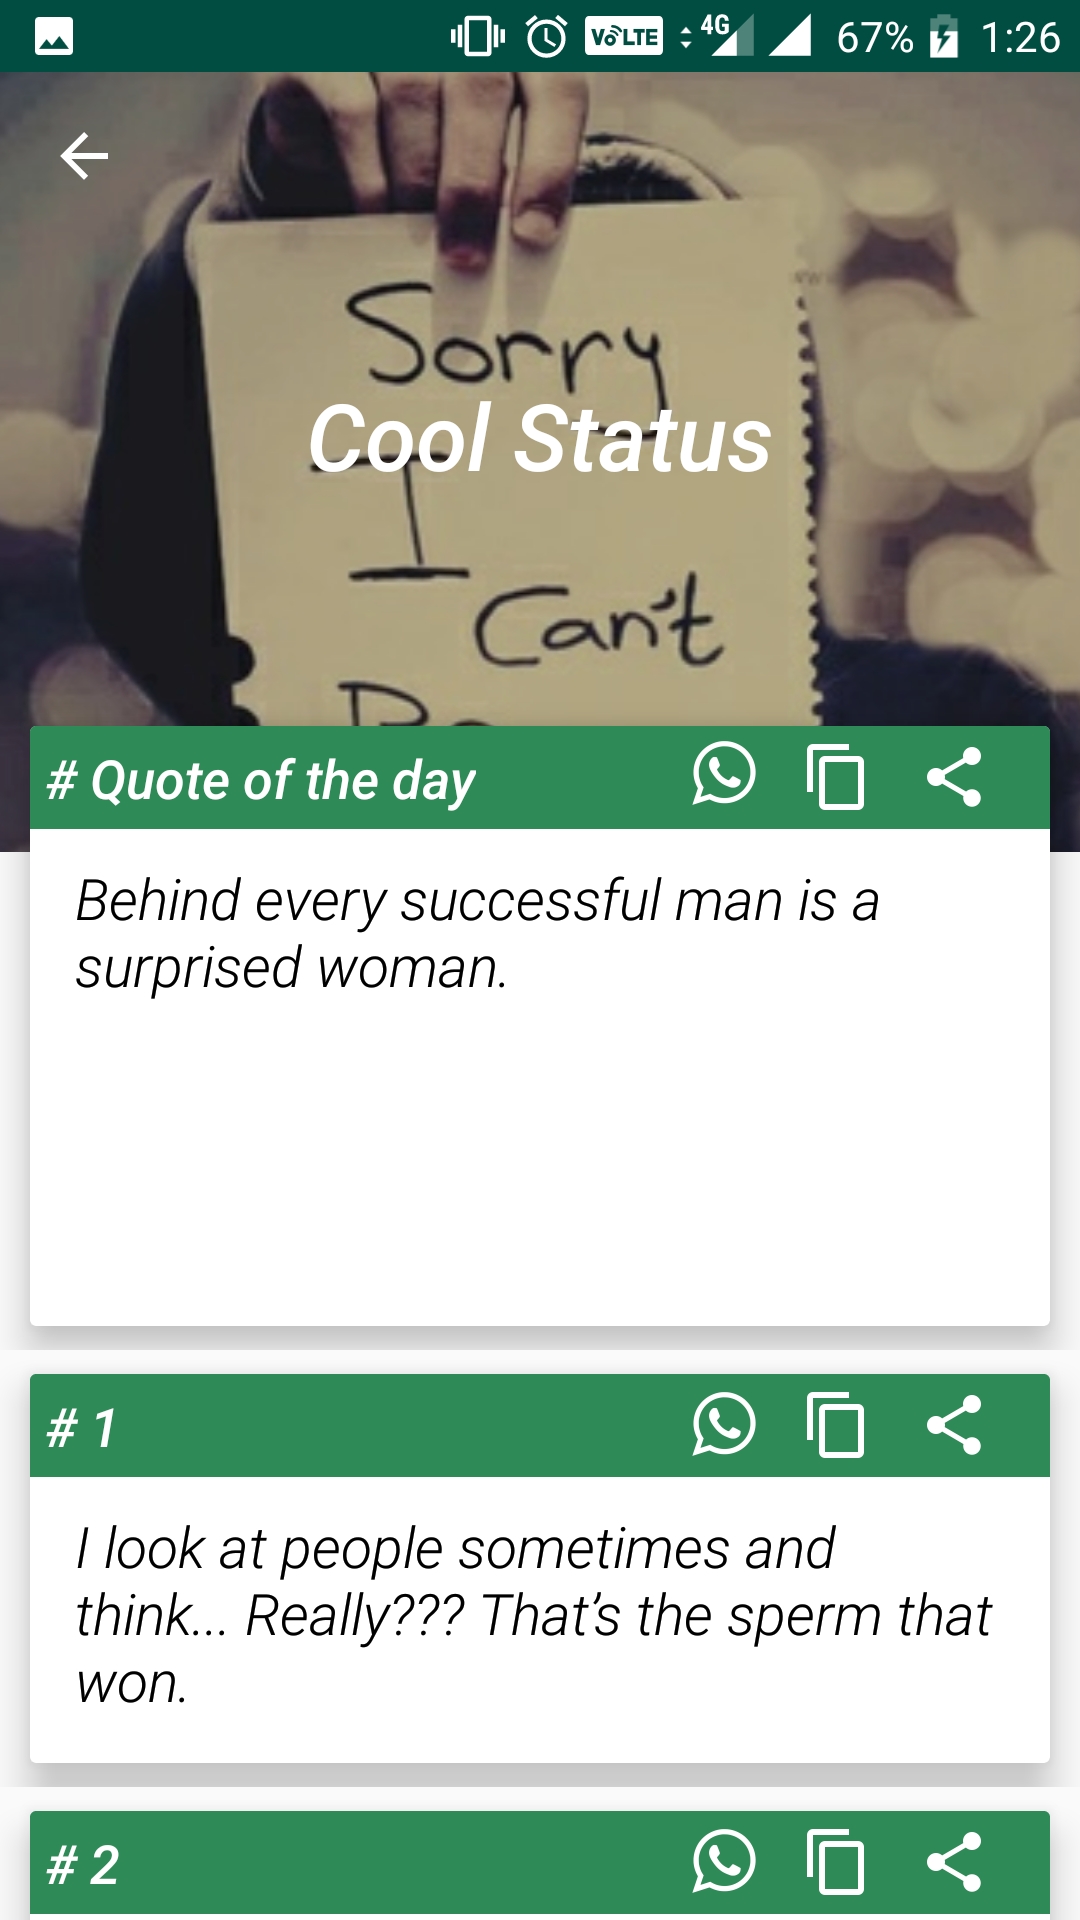 VoLTE 4G 67% 1:26
Sorry
Cool Status
I
Can't
# Quote of the day
Behind every successful man is a
surprised woman.
# 1
I look at people sometimes and
think... Really??? That’s the sperm that
won.
# 2